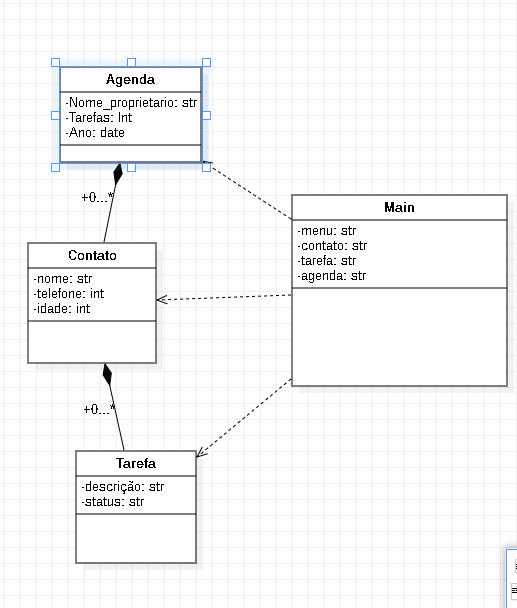 Agenda
-Nome_proprietario: str
-Tarefas: Int
-Ano: date
+0...*
Contato
-nome: str
-telefone: int
-idade: int
+0...*
Tarefa
-descrição: str
-status: str
Main
-menu: str
-contato: str
-tarefa: str
-agenda: str